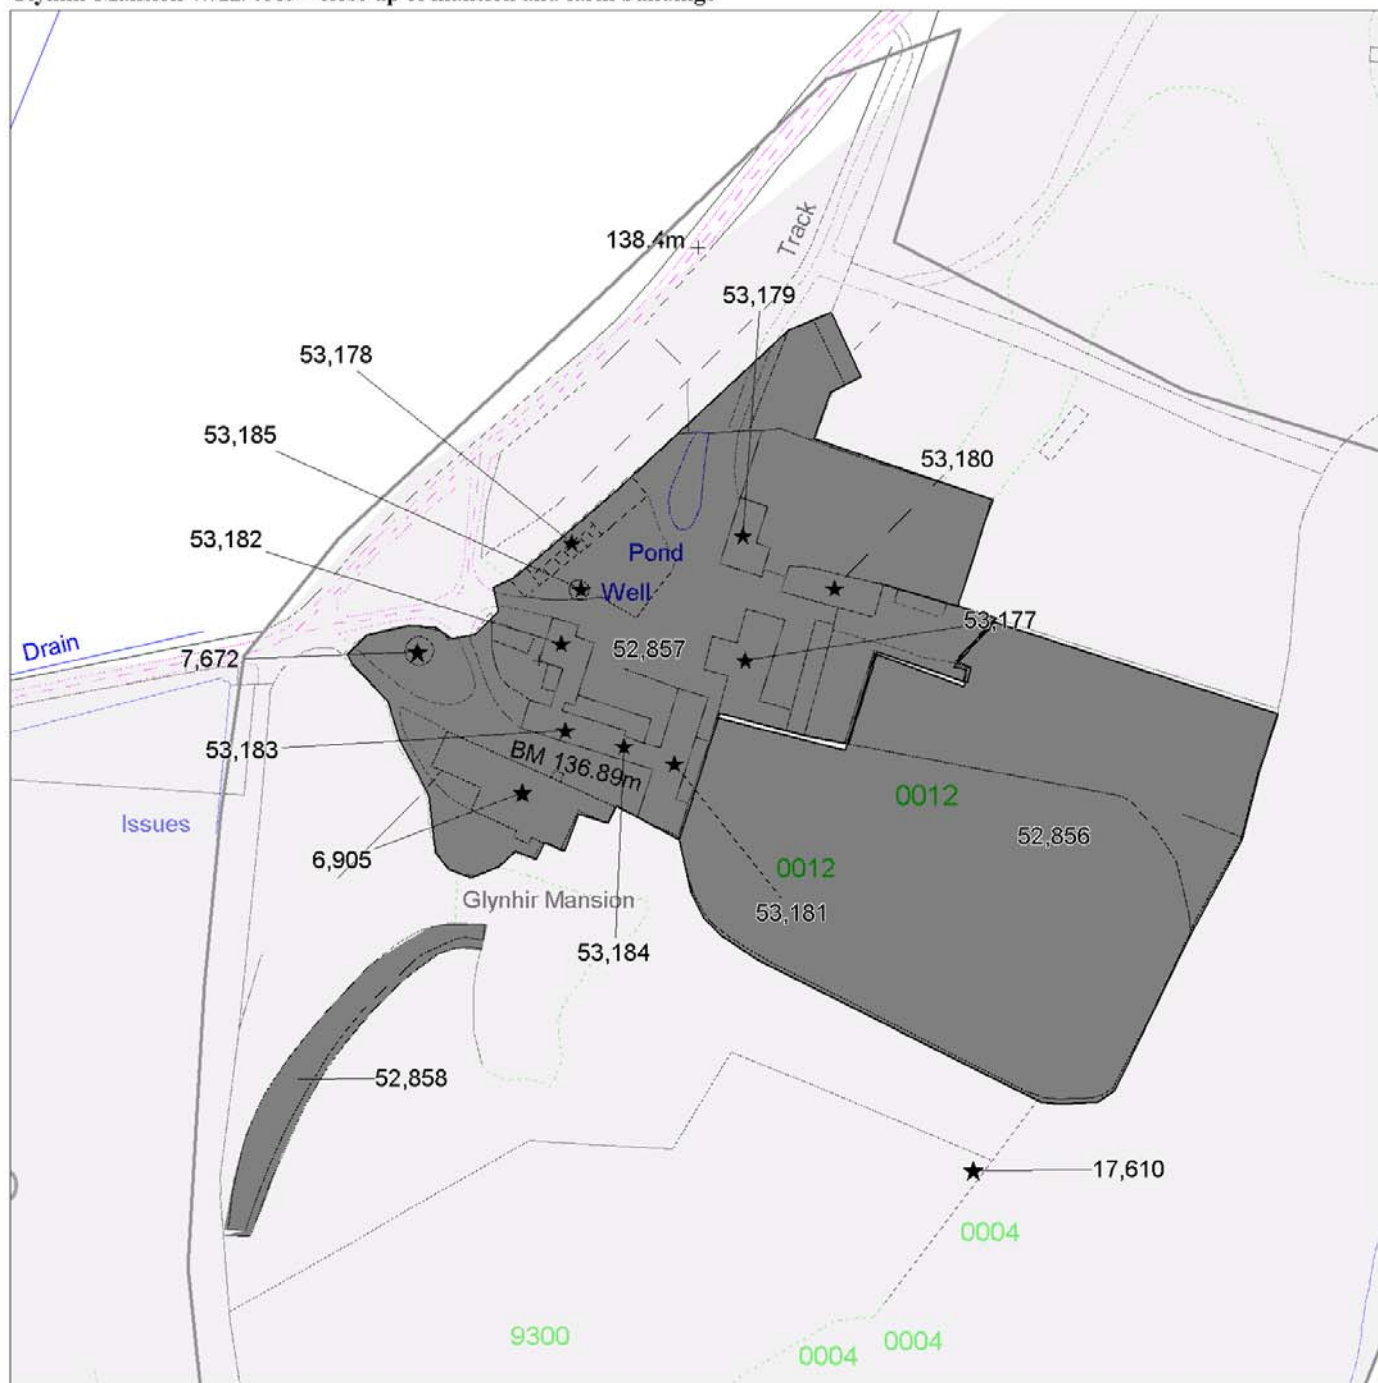 138.4m
Track
53,179
53,178
53,185
53,180
53,182
Pond
Well
53,177
Drain
7,672
52,857
53,183
BM 136.89m
0012
Issues
52,856
6,905
0012
Glynhir Mansion
53,181
53,184
52,858
17,610
0004
9300
0004
0004